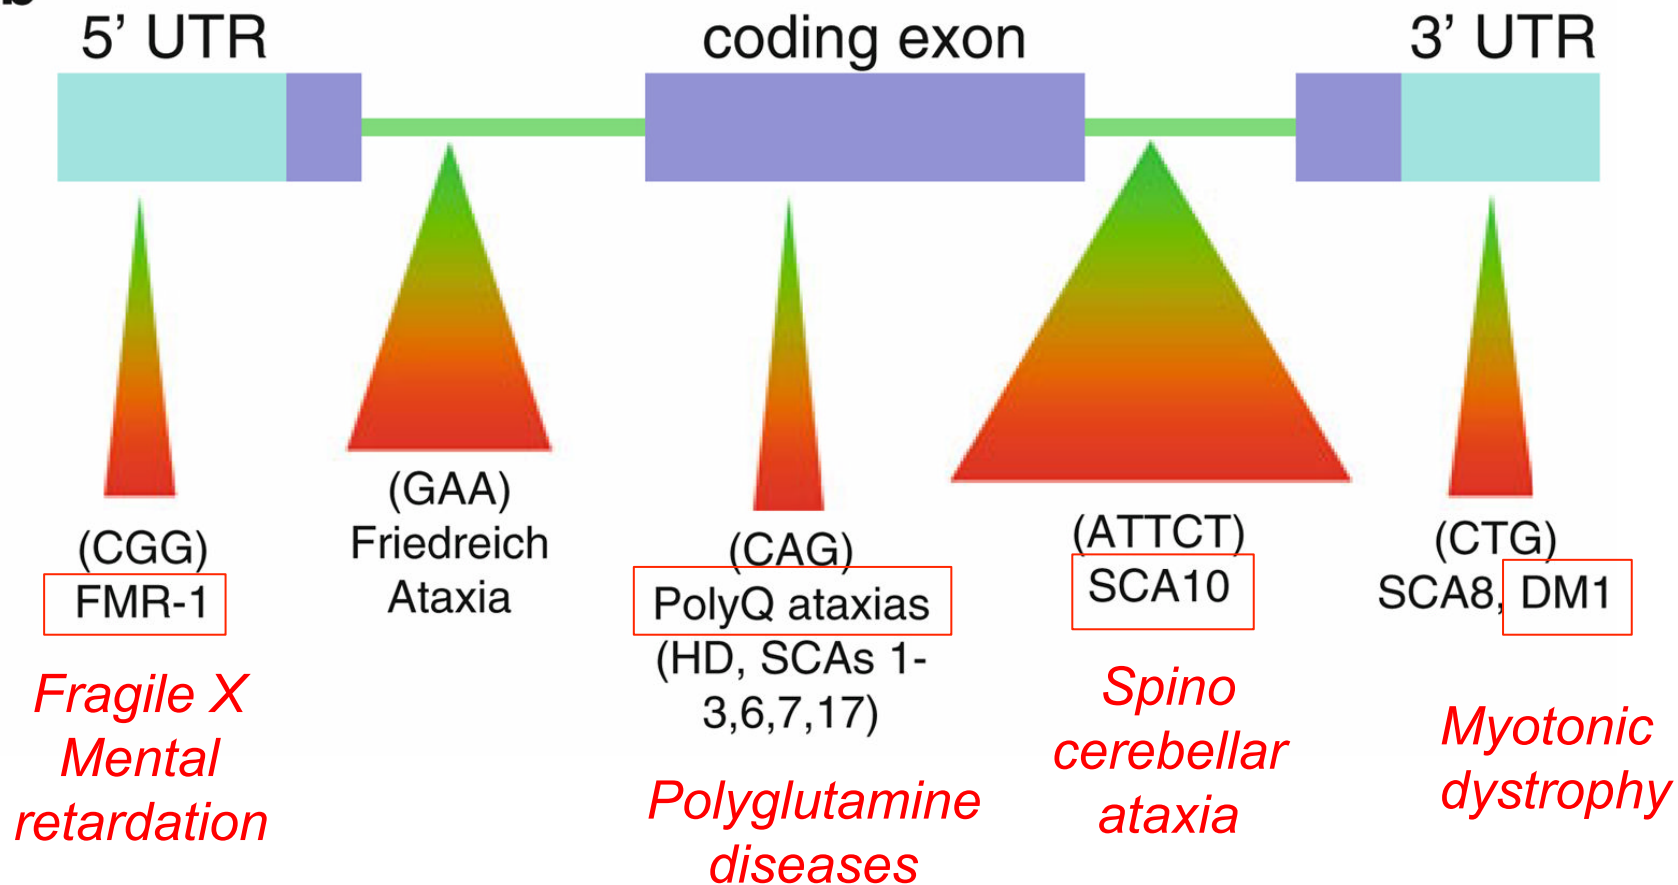 b
5’ UTR
coding exon
3’ UTR
(CGG)
FMR-1
Fragile X
Mental
retardation
(GAA)
Friedreich
Ataxia
(CAG)
PolyQ ataxias
(HD, SCAs 1-
3,6,7,17)
Polyglutamine
diseases
(ATTCT)
SCA10
Spino
cerebellar
ataxia
(CTG)
SCA8, DM1
Myotonic
dystrophy